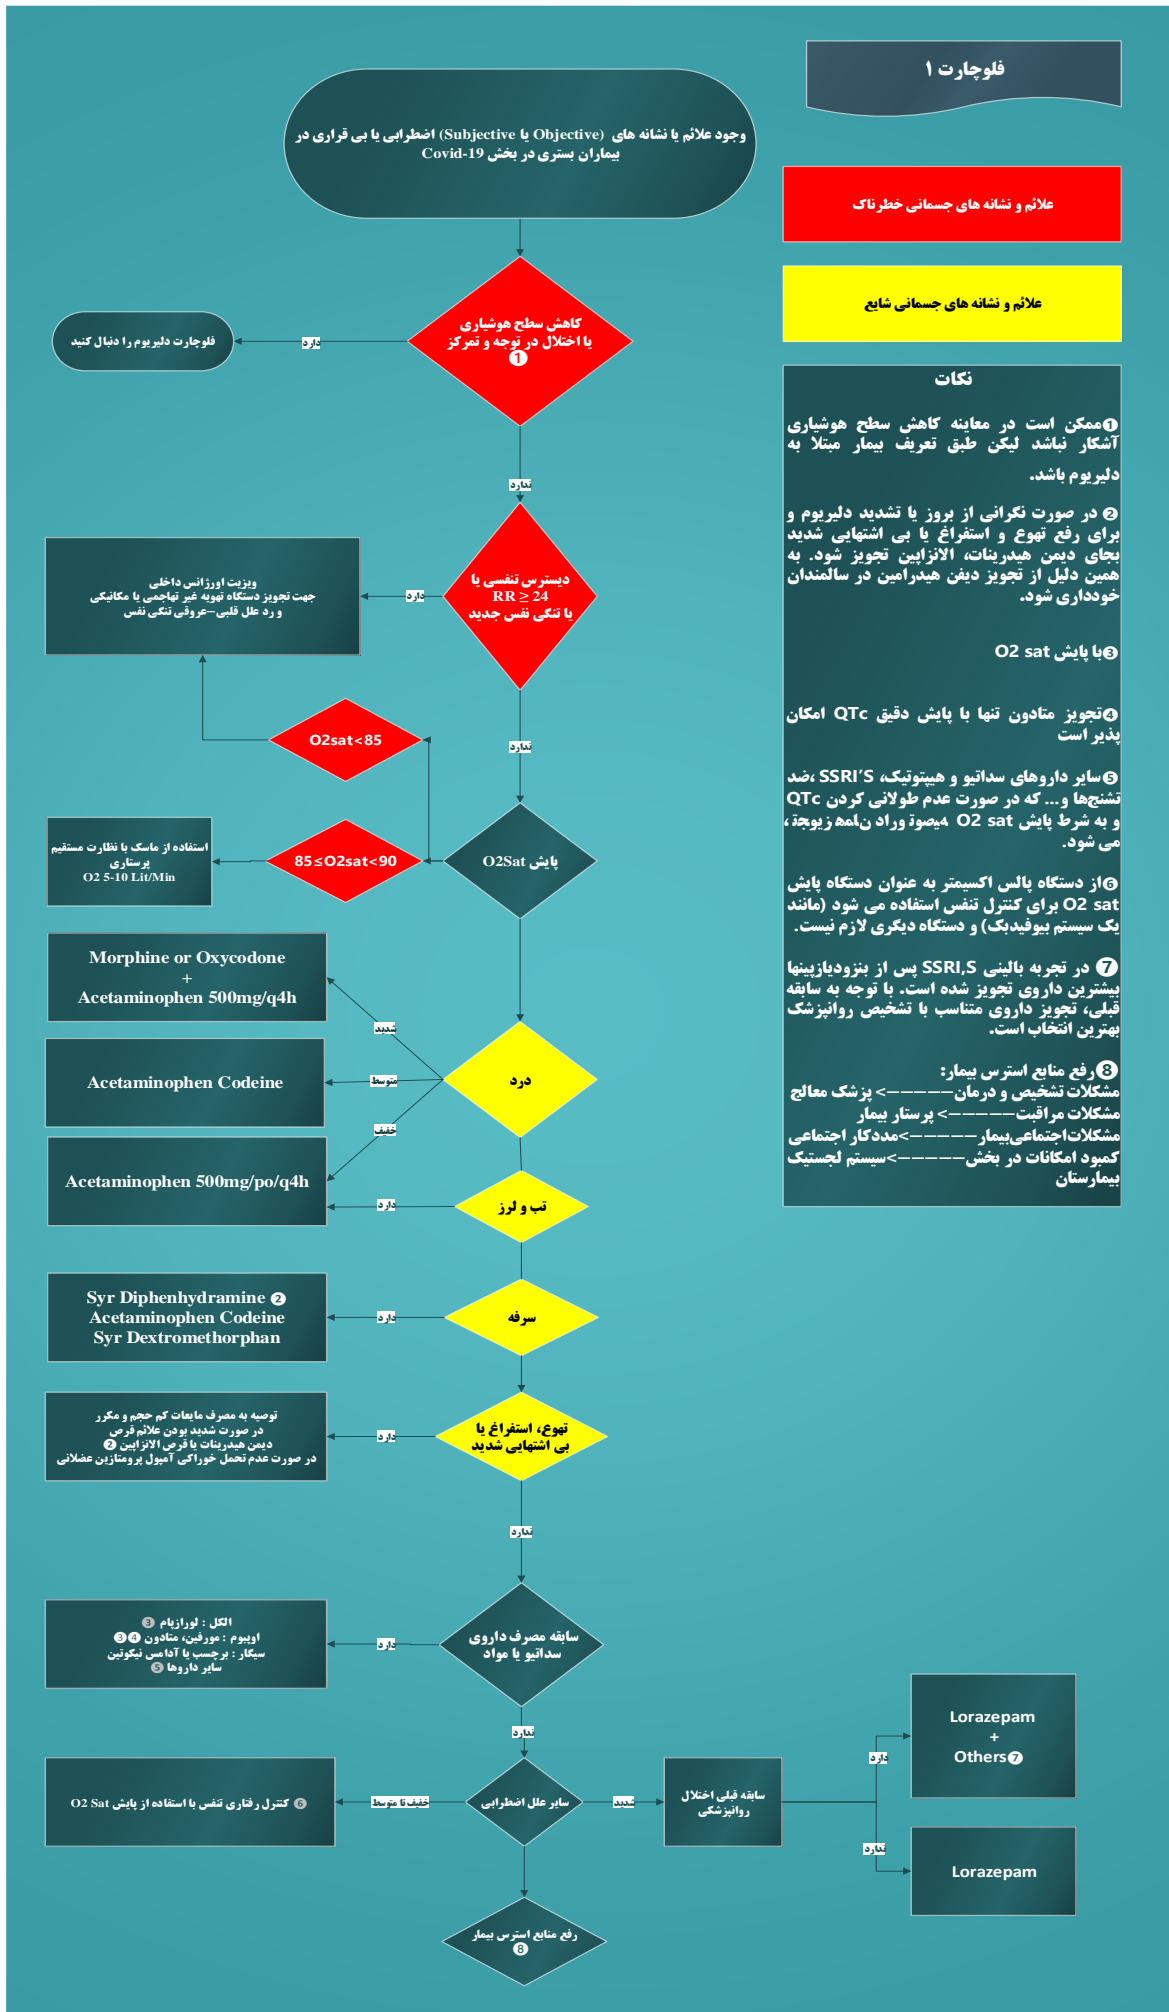 فلوچارت ۱
وجود علائم یا نشانه های (Objective یا Subjective) اضطرابی یا بی قراری در
بیماران بستری در بخش Covid-19
علائم و نشانه های جسمانی خطرناک
علائم و نشانه های جسمانی شایع
کاهش سطح هوشیاری
یا اختلال در توجه و تمرکز
❶
دارد
فلوچارت دلیریوم را دنبال کنید
ندارد
دیسترس تنفسی یا
RR ≥ 24
یا تنگی نفس جدید
دارد
ویزیت اورژانس داخلی
جهت تجویز دستگاه تهویه غیر تهاجمی یا مکانیکی
و رد علل قلبی–عروقی تنگی نفس
ندارد
O2sat<85
پایش O2Sat
85≤O2sat<90
استفاده از ماسک با نظارت مستقیم
پرستاری
O2 5-10 Lit/Min
درد
شدید
Morphine or Oxycodone
+
Acetaminophen 500mg/q4h
متوسط
Acetaminophen Codeine
خفیف
Acetaminophen 500mg/po/q4h
تب و لرز
دارد
سرفه
دارد
Syr Diphenhydramine ❷
Acetaminophen Codeine
Syr Dextromethorphan
تهوع، استفراغ یا
بی اشتهایی شدید
دارد
توصیه به مصرف مایعات کم حجم و مکرر
در صورت شدید بودن علائم قرص
دیمن هیدرینات یا قرص الانزاپین ❷
در صورت عدم تحمل خوراکی آمپول پرومتازین عضلانی
ندارد
سابقه مصرف داروی
سداتیو یا مواد
دارد
الکل : لورازپام ❸
اوپیوم : مورفین، متادون ❹❸
سیگار : برچسب یا آدامس نیکوتین
سایر داروها ❺
ندارد
سایر علل اضطرابی
خفیف تا متوسط
❻ کنترل رفتاری تنفس با استفاده از پایش O2 Sat
شدید
سابقه قبلی اختلال
روانپزشکی
دارد
Lorazepam
+
Others❼
ندارد
Lorazepam
رفع منابع استرس بیمار
❽
نکات
❶ممکن است در معاینه کاهش سطح هوشیاری
آشکار نباشد لیکن طبق تعریف بیمار مبتلا به
دلیریوم باشد.
❷ در صورت نگرانی از بروز یا تشدید دلیریوم و
برای رفع تهوع و استفراغ یا بی اشتهایی شدید
بجای دیمن هیدرینات، الانزاپین تجویز شود. به
همین دلیل از تجویز دیفن هیدرامین در سالمندان
خودداری شود.
❸با پایش O2 sat
❹تجویز متادون تنها با پایش دقیق QTc امکان
پذیر است
❺سایر داروهای سداتیو و هیپنوتیک، SSRI'S ،ضد
تشنج‌ها و... که در صورت عدم طولانی کردن QTc
و به شرط پایش O2 sat
می شود.
❻از دستگاه پالس اکسیمتر به عنوان دستگاه پایش
O2 sat برای کنترل تنفس استفاده می شود (مانند
یک سیستم بیوفیدبک) و دستگاه دیگری لازم نیست.
❼ در تجربه بالینی SSRI,S پس از بنزودیازپینها
بیشترین داروی تجویز شده است. با توجه به سابقه
قبلی، تجویز داروی متناسب با تشخیص روانپزشک
بهترین انتخاب است.
❽رفع منابع استرس بیمار:
مشکلات تشخیص و درمان–––––> پزشک معالج
مشکلات مراقبت–––––> پرستار بیمار
مشکلات‌اجتماعی‌بیمار–––––>مددکار اجتماعی
کمبود امکانات در بخش–––––>سیستم لجستیک
بیمارستان